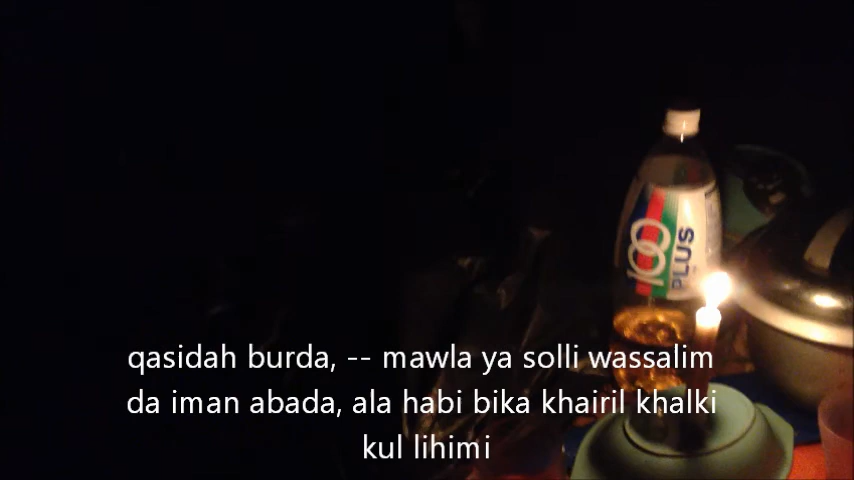 100
PLUS
qasidah burda, -- mawla ya solli wassalim
da iman abada, ala habi bika khairil khalki
kul lihimi